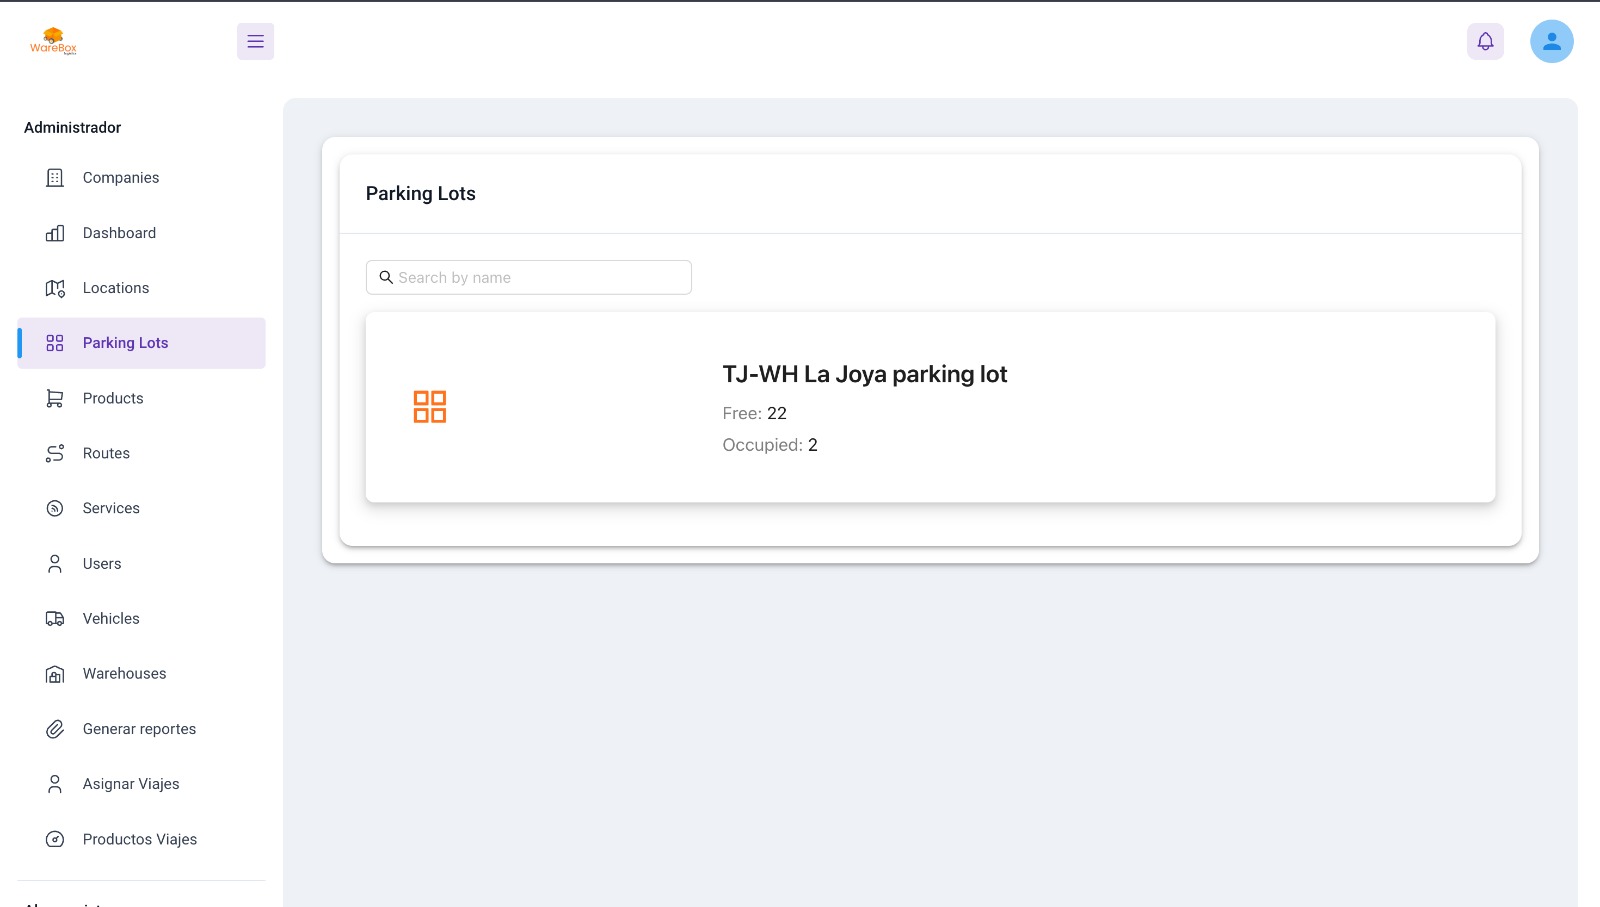 WareBox
Administrador
Companies
Dashboard
Locations
Parking Lots
Products
Routes
Services
Users
Vehicles
Warehouses
Generar reportes
Asignar Viajes
Productos Viajes
Parking Lots
Search by name
TJ-WH La Joya parking lot
Free: 22
Occupied: 2